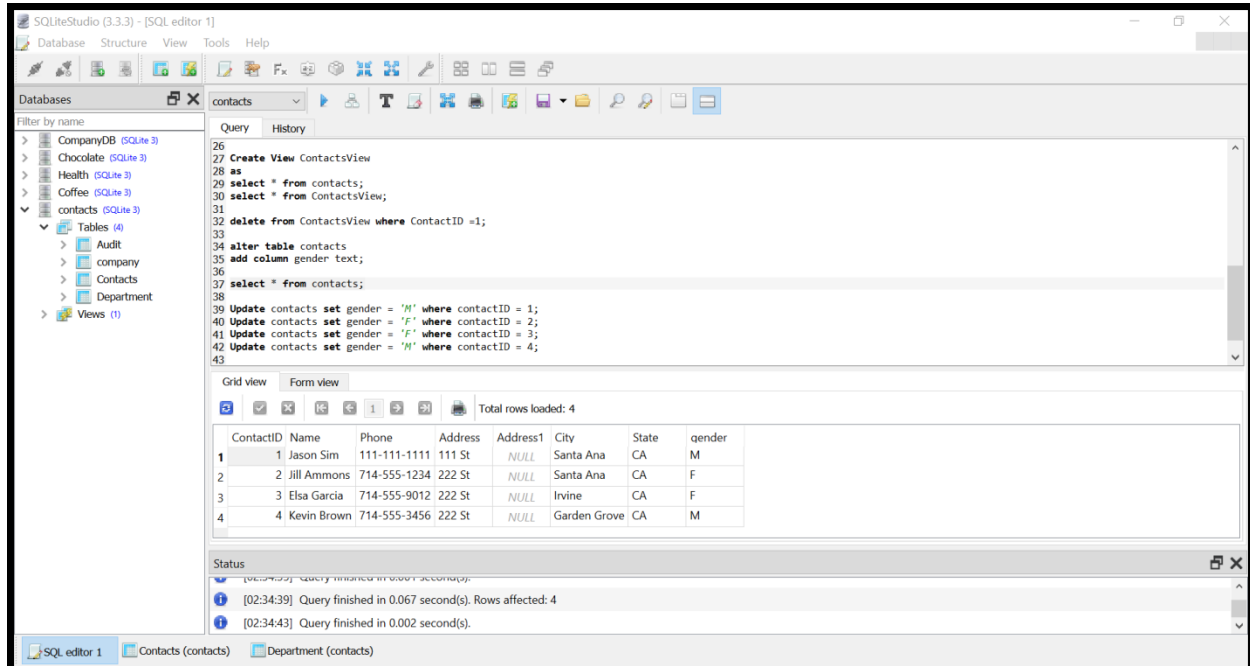 SQLiteStudio (3.3.3) - [SQL editor 1]
Database Structure View Tools Help
Databases
contacts
Filter by name
Query History
CompanyDB (SQLite 3)
Chocolate (SQLite 3)
Health (SQLite 3)
Coffee (SQLite 3)
contacts (SQLite 3)
Tables (4)
Audit
company
Contacts
Department
Views (1)
26
27 Create View ContactsView
28 as
29 select * from contacts;
30 select * from ContactsView;
31
32 delete from ContactsView where ContactID =1;
33
34 alter table contacts
35 add column gender text;
36
37 select * from contacts;
38
39 Update contacts set gender = 'M' where contactID = 1;
40 Update contacts set gender = 'F' where contactID = 2;
41 Update contacts set gender = 'F' where contactID = 3;
42 Update contacts set gender = 'M' where contactID = 4;
43
Grid view Form view
1 Total rows loaded: 4
ContactID Name Phone Address Address1 City State gender
1 1 Jason Sim 111-111-1111 111 St NULL Santa Ana CA M
2 2 Jill Ammons 714-555-1234 222 St NULL Santa Ana CA F
3 3 Elsa Garcia 714-555-9012 222 St NULL Irvine CA F
4 4 Kevin Brown 714-555-3456 222 St NULL Garden Grove CA M
Status
[02:34:39] Query finished in 0.067 second(s). Rows affected: 4
[02:34:43] Query finished in 0.002 second(s).
SQL editor 1 Contacts (contacts) Department (contacts)